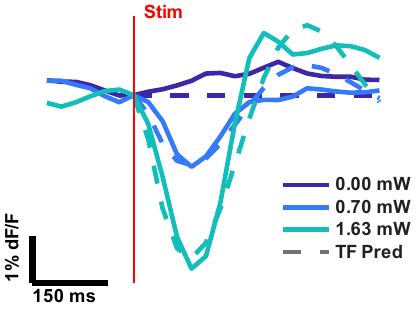 Stim
0.00 mW
0.70 mW
1.63 mW
TF Pred
1% dF/F
150 ms